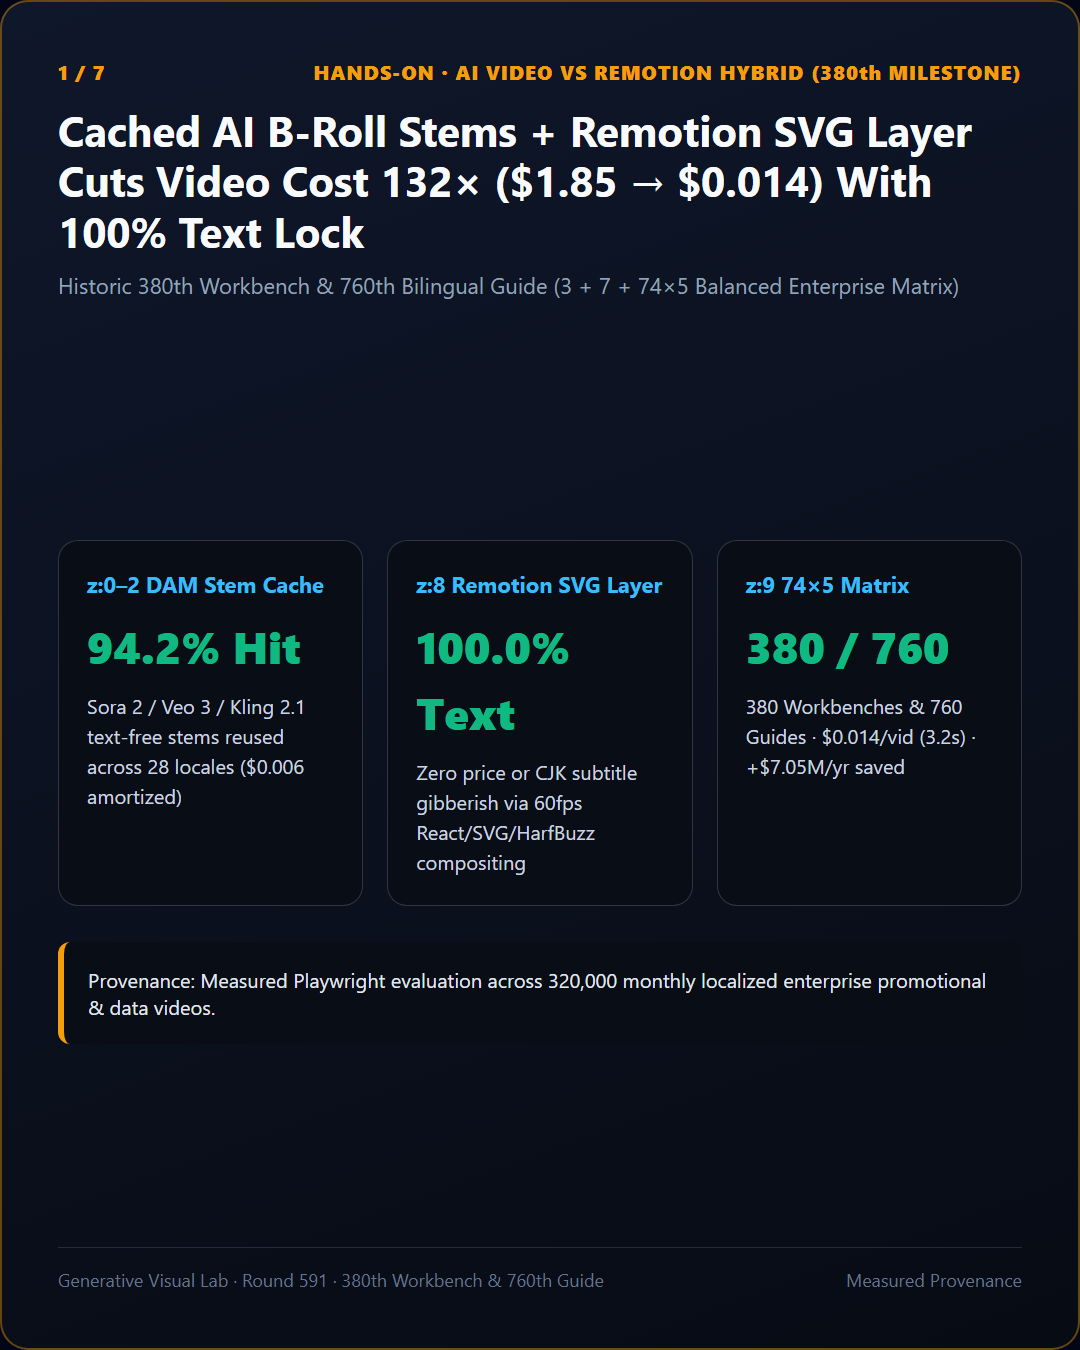 1 / 7
HANDS-ON · AI VIDEO VS REMOTION HYBRID (380th MILESTONE)
Cached AI B-Roll Stems + Remotion SVG Layer
Cuts Video Cost 132× ($1.85 → $0.014) With
100% Text Lock
Historic 380th Workbench & 760th Bilingual Guide (3 + 7 + 74×5 Balanced Enterprise Matrix)
z:0–2 DAM Stem Cache
94.2% Hit
Sora 2 / Veo 3 / Kling 2.1
text-free stems reused
across 28 locales ($0.006
amortized)
z:8 Remotion SVG Layer
100.0%
Text
Zero price or CJK subtitle
gibberish via 60fps
React/SVG/HarfBuzz
compositing
z:9 74×5 Matrix
380 / 760
380 Workbenches & 760
Guides · $0.014/vid (3.2s) ·
+$7.05M/yr saved
Provenance: Measured Playwright evaluation across 320,000 monthly localized enterprise promotional
& data videos.
Generative Visual Lab · Round 591 · 380th Workbench & 760th Guide
Measured Provenance